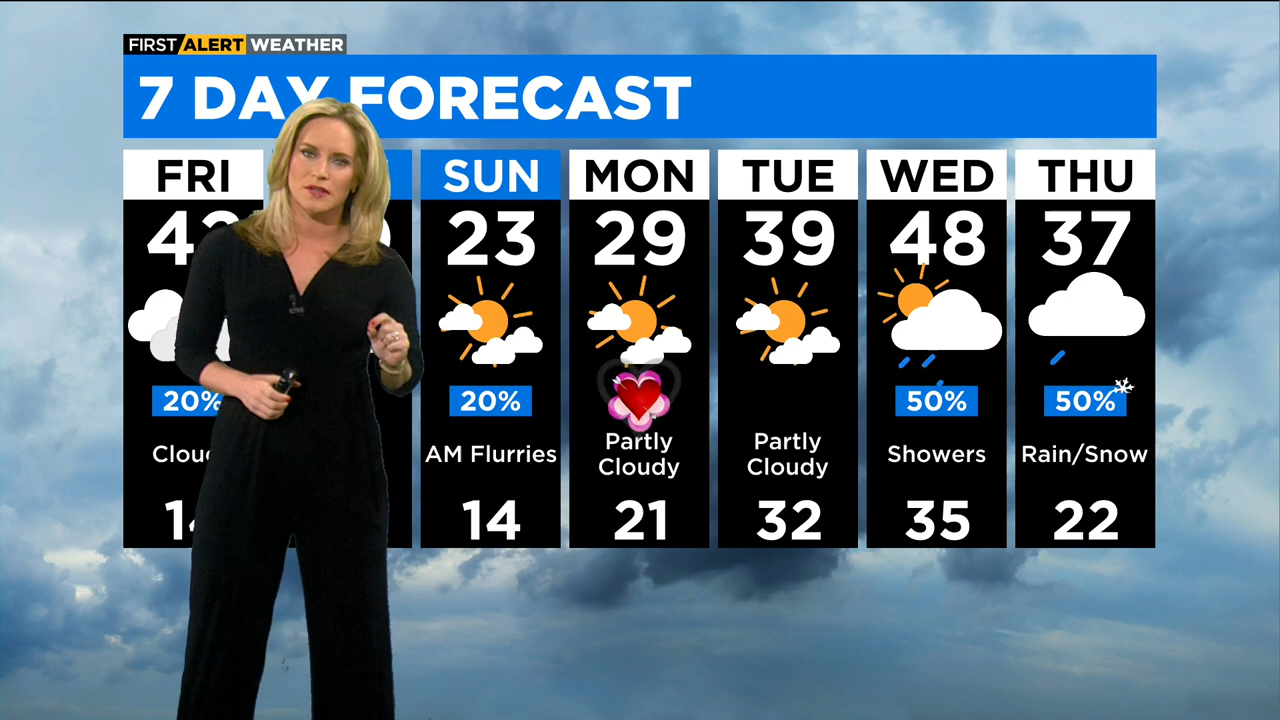 FIRST ALERT WEATHER
7 DAY FORECAST
FRI SUN MON TUE WED THU
23 29 39 48 37
20% 20% 50% 50%
AM Flurries Partly Cloudy Partly Cloudy Showers Rain/Snow
14 21 32 35 22